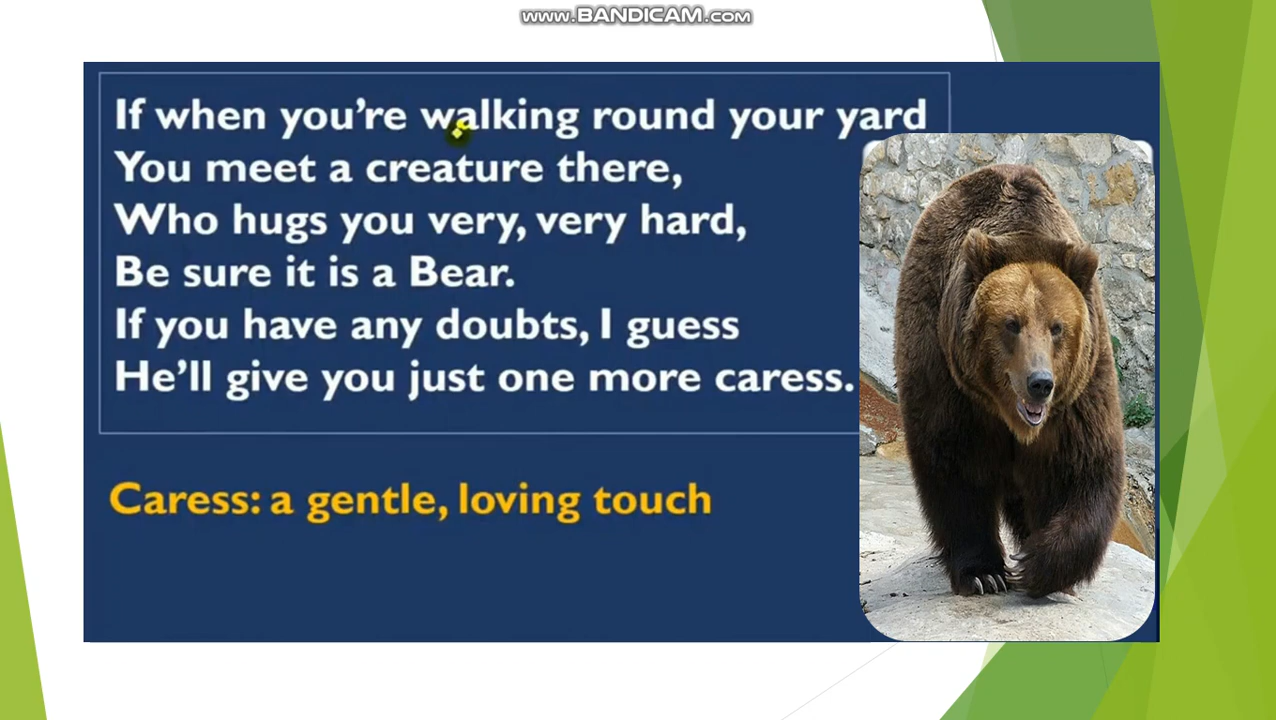 www.BANDICAM.com
If when you're walking round your yard
You meet a creature there,
Who hugs you very, very hard,
Be sure it is a Bear.
If you have any doubts, I guess
He'll give you just one more caress.
Caress: a gentle, loving touch